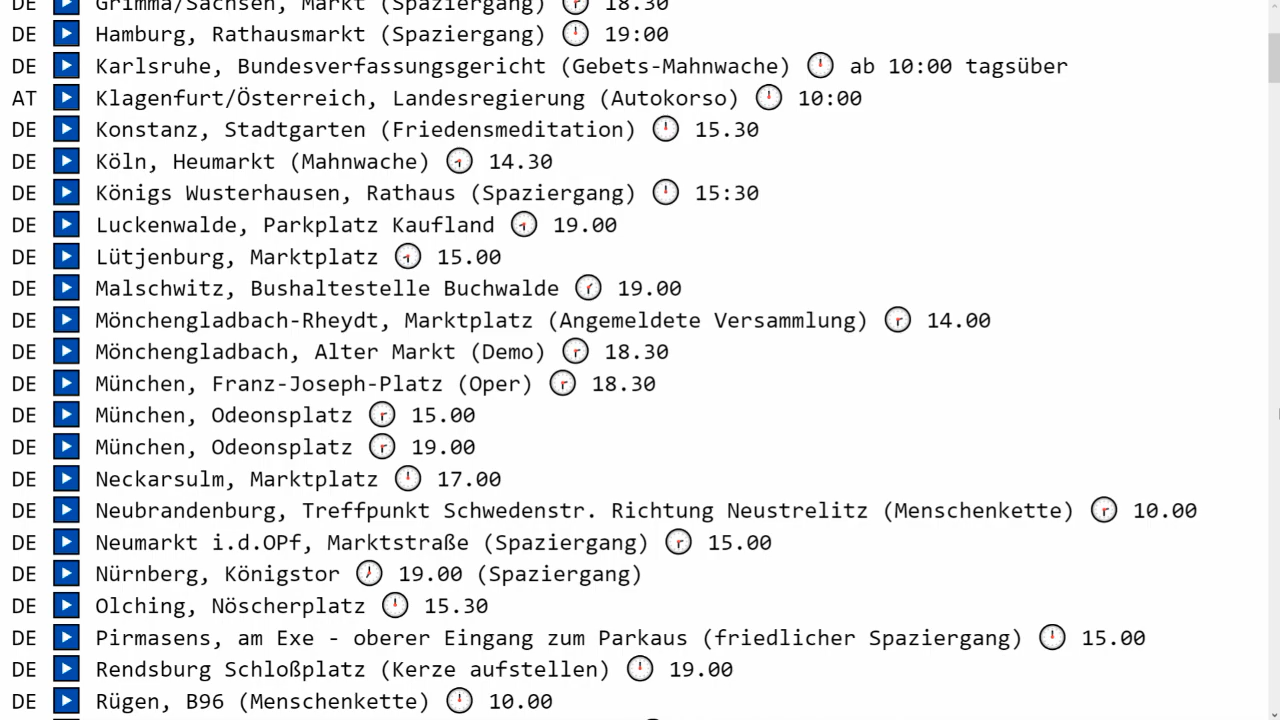 DE ▶ Grimma/Sachsen, Markt (Spaziergang) 🕝 18.30
DE ▶ Hamburg, Rathausmarkt (Spaziergang) 🕛 19:00
DE ▶ Karlsruhe, Bundesverfassungsgericht (Gebets-Mahnwache) 🕛 ab 10:00 tagsüber
AT ▶ Klagenfurt/Österreich, Landesregierung (Autokorso) 🕛 10:00
DE ▶ Konstanz, Stadtgarten (Friedensmeditation) 🕛 15.30
DE ▶ Köln, Heumarkt (Mahnwache) 🕣 14.30
DE ▶ Königs Wusterhausen, Rathaus (Spaziergang) 🕛 15:30
DE ▶ Luckenwalde, Parkplatz Kaufland 🕣 19.00
DE ▶ Lütjenburg, Marktplatz 🕣 15.00
DE ▶ Malschwitz, Bushaltestelle Buchwalde 🕜 19.00
DE ▶ Mönchengladbach-Rheydt, Marktplatz (Angemeldete Versammlung) 🕝 14.00
DE ▶ Mönchengladbach, Alter Markt (Demo) 🕝 18.30
DE ▶ München, Franz-Joseph-Platz (Oper) 🕝 18.30
DE ▶ München, Odeonsplatz 🕝 15.00
DE ▶ München, Odeonsplatz 🕝 19.00
DE ▶ Neckarsulm, Marktplatz 🕛 17.00
DE ▶ Neubrandenburg, Treffpunkt Schwedenstr. Richtung Neustrelitz (Menschenkette) 🕝 10.00
DE ▶ Neumarkt i.d.OPf, Marktstraße (Spaziergang) 🕝 15.00
DE ▶ Nürnberg, Königstor 🕖 19.00 (Spaziergang)
DE ▶ Olching, Nöscherplatz 🕛 15.30
DE ▶ Pirmasens, am Exe - oberer Eingang zum Parkaus (friedlicher Spaziergang) 🕛 15.00
DE ▶ Rendsburg Schloßplatz (Kerze aufstellen) 🕛 19.00
DE ▶ Rügen, B96 (Menschenkette) 🕛 10.00